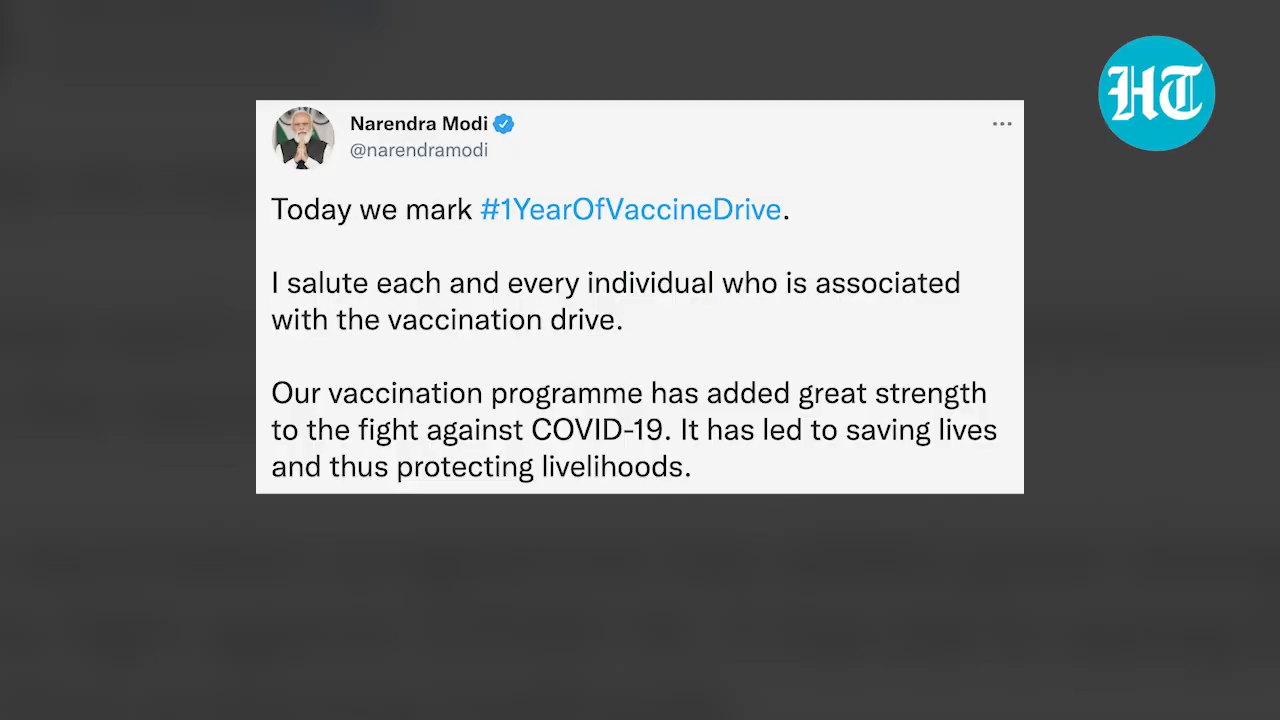 HT
Narendra Modi
@narendramodi
Today we mark #1YearOfVaccineDrive.
I salute each and every individual who is associated
with the vaccination drive.
Our vaccination programme has added great strength
to the fight against COVID-19. It has led to saving lives
and thus protecting livelihoods.